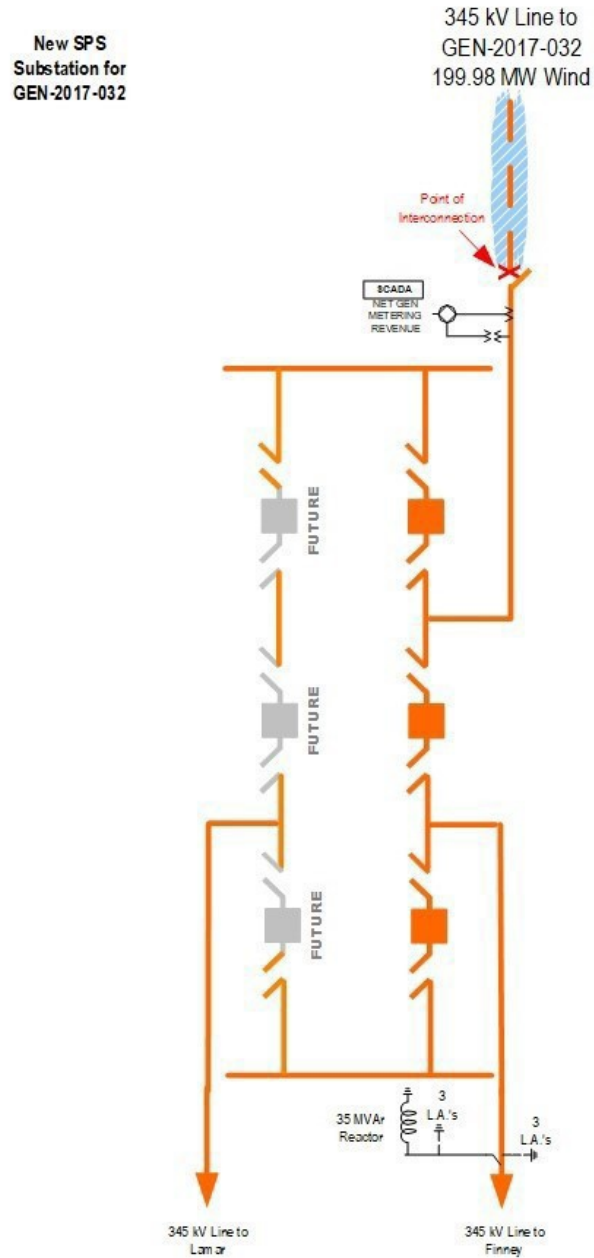 New SPS
Substation for
GEN-2017-032
345 kV Line to
GEN-2017-032
199.98 MW Wind
Point of
Interconnection
SCADA
NET GEN
METERING
REVENUE
FUTURE
FUTURE
FUTURE
35 MVAr
Reactor
3
L.A.'s
3
L.A.'s
345 kV Line to
Lamar
345 kV Line to
Finney